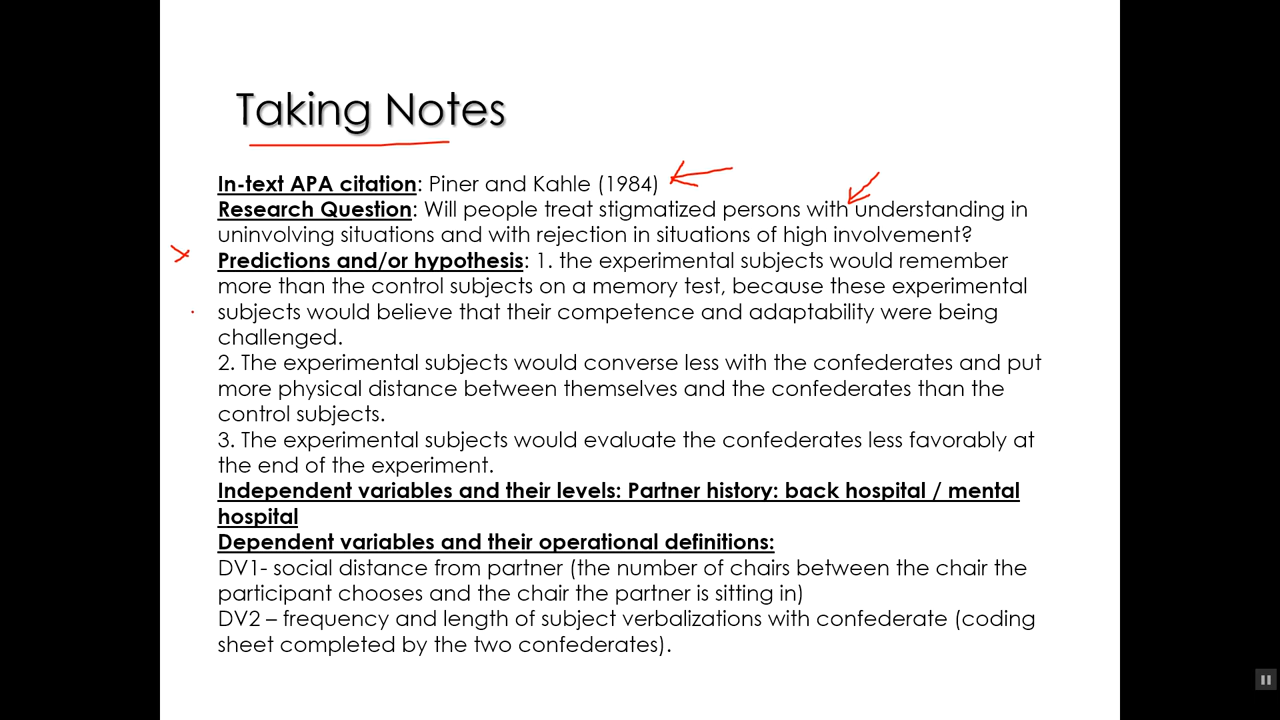 Taking Notes
In-text APA citation: Piner and Kahle (1984)
Research Question: Will people treat stigmatized persons with understanding in
uninvolving situations and with rejection in situations of high involvement?
Predictions and/or hypothesis: 1. the experimental subjects would remember
more than the control subjects on a memory test, because these experimental
subjects would believe that their competence and adaptability were being
challenged.
2. The experimental subjects would converse less with the confederates and put
more physical distance between themselves and the confederates than the
control subjects.
3. The experimental subjects would evaluate the confederates less favorably at
the end of the experiment.
Independent variables and their levels: Partner history: back hospital / mental
hospital
Dependent variables and their operational definitions:
DV1- social distance from partner (the number of chairs between the chair the
participant chooses and the chair the partner is sitting in)
DV2 – frequency and length of subject verbalizations with confederate (coding
sheet completed by the two confederates).